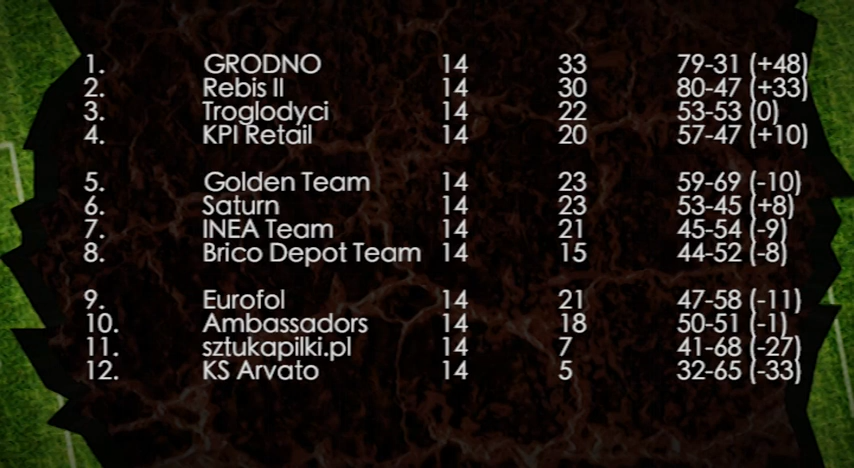 1. GRODNO 14 33 79-31 (+48)
2. Rebis II 14 30 80-47 (+33)
3. Troglodyci 14 22 53-53 (0)
4. KPI Retail 14 20 57-47 (+10)
5. Golden Team 14 23 59-69 (-10)
6. Saturn 14 23 53-45 (+8)
7. INEA Team 14 21 45-54 (-9)
8. Brico Depot Team 14 15 44-52 (-8)
9. Eurofol 14 21 47-58 (-11)
10. Ambassadors 14 18 50-51 (-1)
11. sztukapilki.pl 14 7 41-68 (-27)
12. KS Arvato 14 5 32-65 (-33)